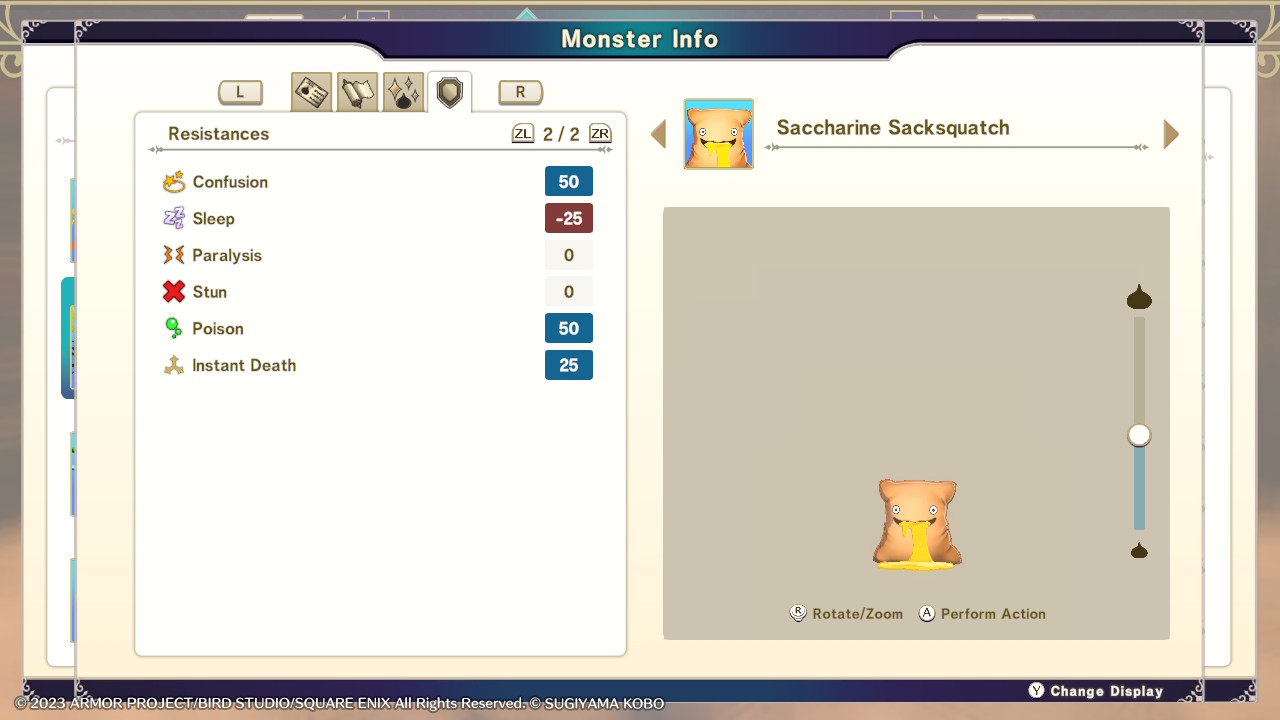 Monster Info
L
R
Resistances
ZL 2 / 2 ZR
Saccharine Sacksquatch
Confusion 50
Sleep -25
Paralysis 0
Stun 0
Poison 50
Instant Death 25
R Rotate/Zoom A Perform Action
Y Change Display
© 2023 ARMOR PROJECT/BIRD STUDIO/SQUARE ENIX All Rights Reserved. © SUGIYAMA KOBO